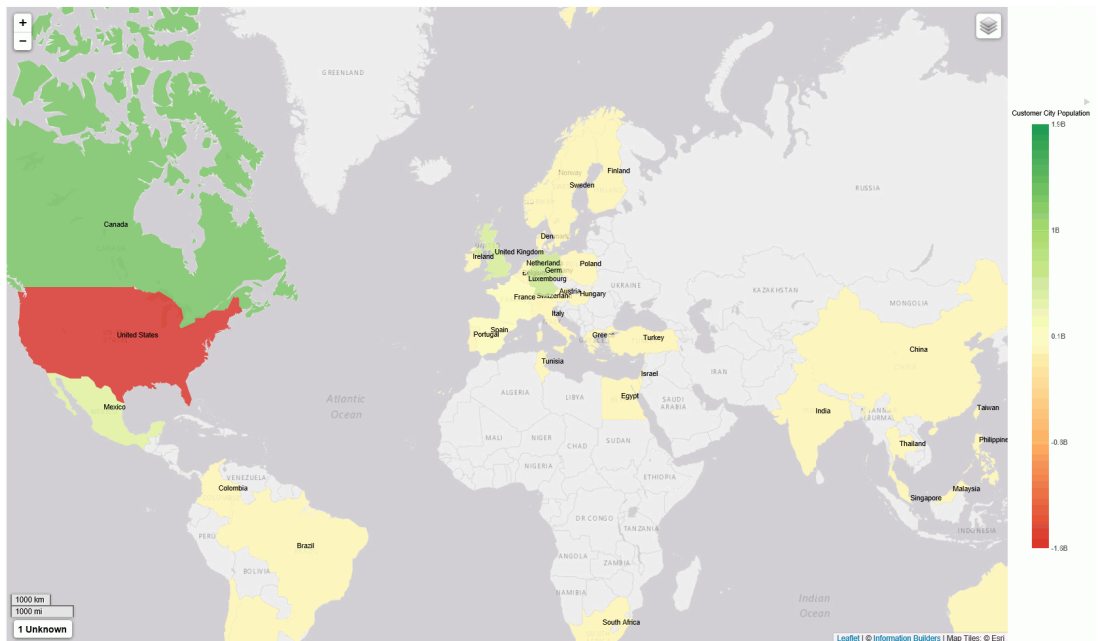 +
−
GREENLAND
Customer City Population
1.9B
Norway
Finland
Sweden
RUSSIA
Canada
1B
Denmark
Ireland
United Kingdom
Netherland
Poland
Germ
Luxembourg
UKRAINE
KAZAKHSTAN
Austria
Hungary
France
Switzerland
MONGOLIA
Italy
United States
Spain
Portugal
Greece
Turkey
0.1B
China
Tunisia
Israel
IRAN
ALGERIA
LIBYA
Egypt
SAUDI
ARABIA
Atlantic
Ocean
Mexico
India
Taiwan
MALI
NIGER
CHAD
SUDAN
Thailand
Philippine
-0.8B
NIGERIA
ETHIOPIA
VENEZUELA
Colombia
Malaysia
Singapore
DR CONGO
TANZANIA
INDONESIA
PERU
Brazil
-1.6B
ANGOLA
ZAMBIA
BOLIVIA
NAMIBIA
Indian
Ocean
1000 km
1000 mi
South Africa
1 Unknown
Leaflet | © Information Builders | Map Tiles: © Esri